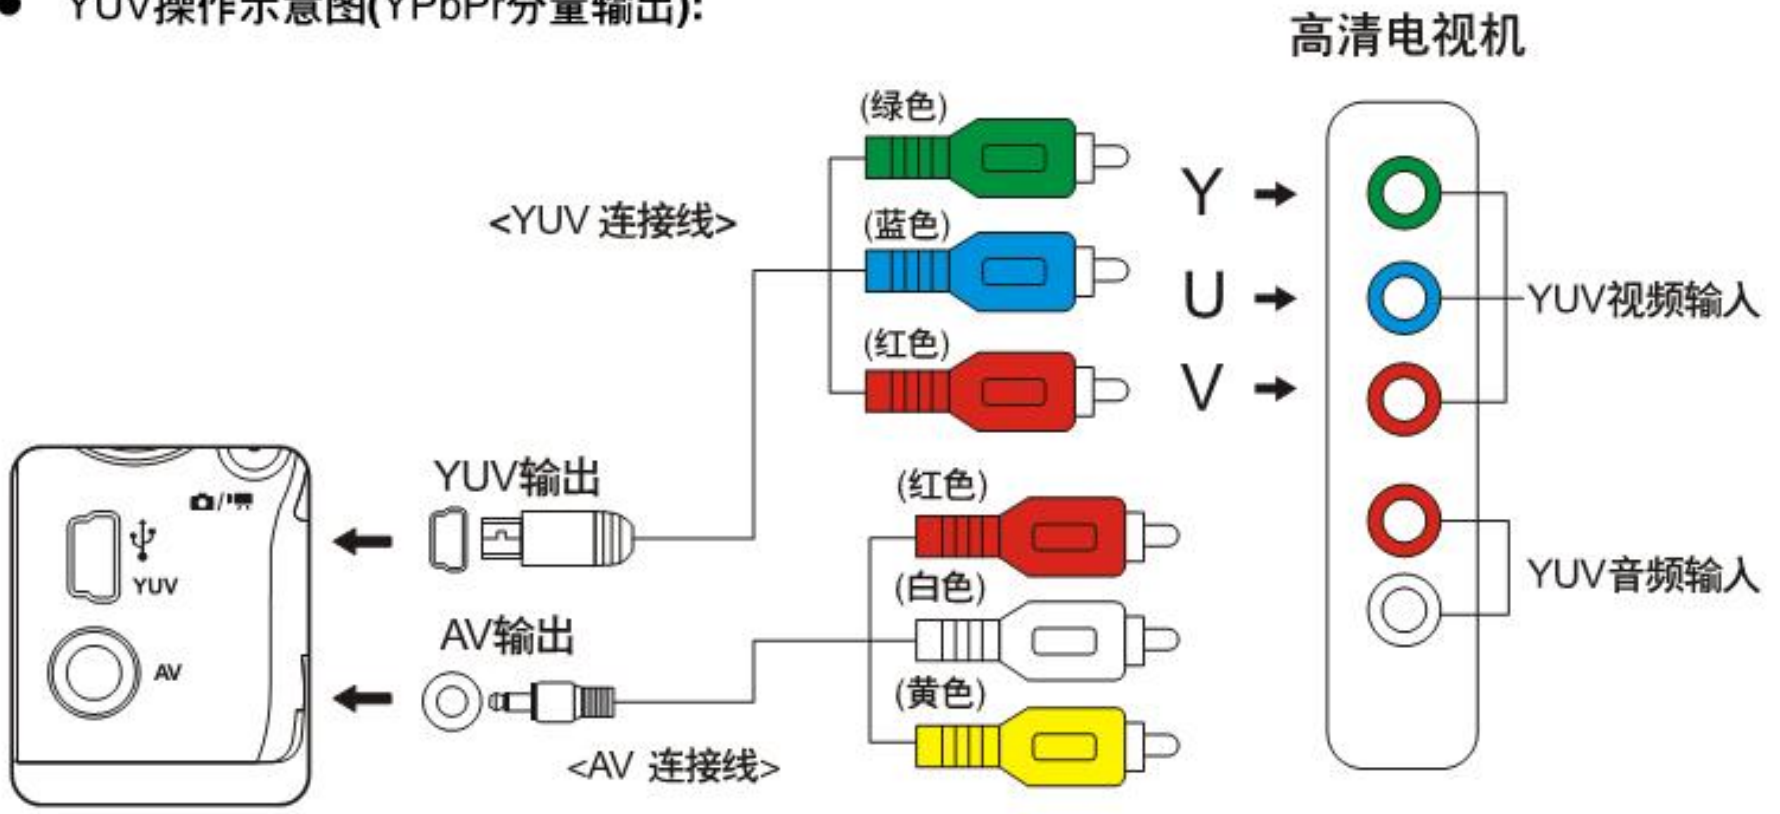 ● YUV操作示意图(YPbPr分量输出):
高清电视机
(绿色)
<YUV 连接线>
(蓝色)
(红色)
Y
U
V
YUV视频输入
YUV输出
YUV
AV输出
AV
<AV 连接线>
(红色)
(白色)
(黄色)
YUV音频输入